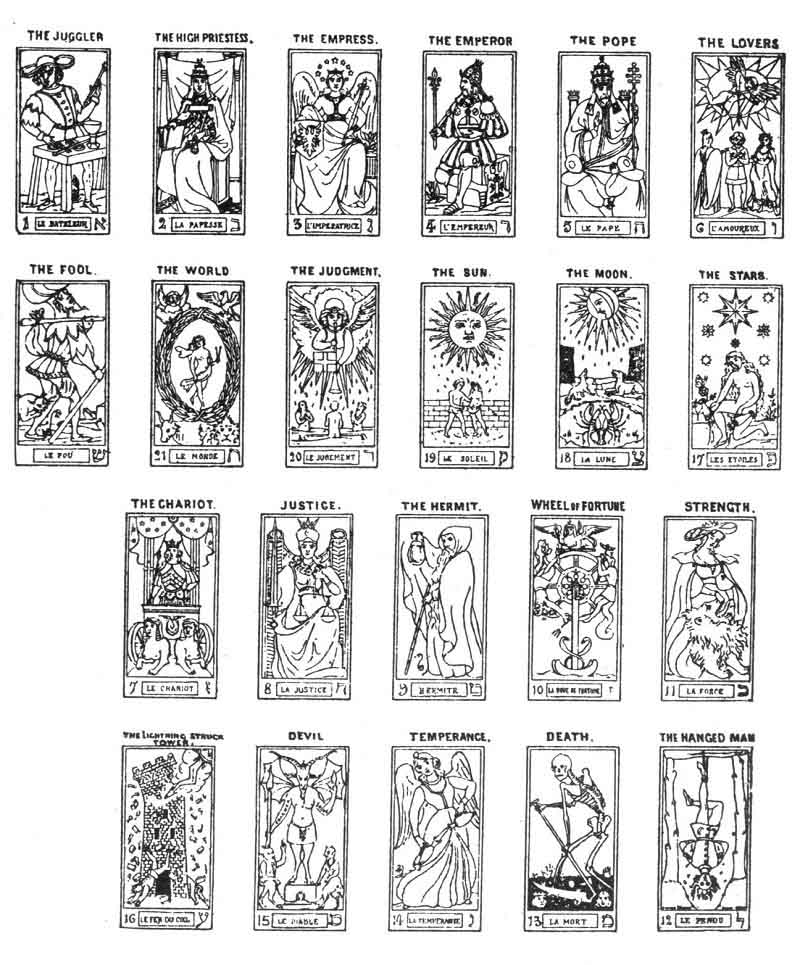 THE JUGGLER THE HIGH PRIESTESS. THE EMPRESS. THE EMPEROR THE POPE THE LOVERS
1 LE BATELEUR א 2 LA PAPESSE ב 3 L'IMPERATRICE ג 4 L'EMPEREUR ד 5 LE PAPE ה 6 L'AMOUREUX ו
THE FOOL. THE WORLD THE JUDGMENT. THE SUN. THE MOON. THE STARS.
LE FOU ש 21 LE MONDE ת 20 LE JUGEMENT ר 19 LE SOLEIL ק 18 LA LUNE צ 17 LES ETOILES פ
THE CHARIOT. JUSTICE. THE HERMIT. WHEEL OF FORTUNE STRENGTH.
7 LE CHARIOT ז 8 LA JUSTICE ח 9 HERMITE ט 10 LA ROUE DE FORTUNE י 11 LA FORCE כ
THE LIGHTNING STRUCK DEVIL TEMPERANCE. DEATH. THE HANGED MAN
TOWER.
16 LE FEU DU CIEL ע 15 LE DIABLE ס 14 LA TEMPERANCE נ 13 LA MORT מ 12 LE PENDU ל